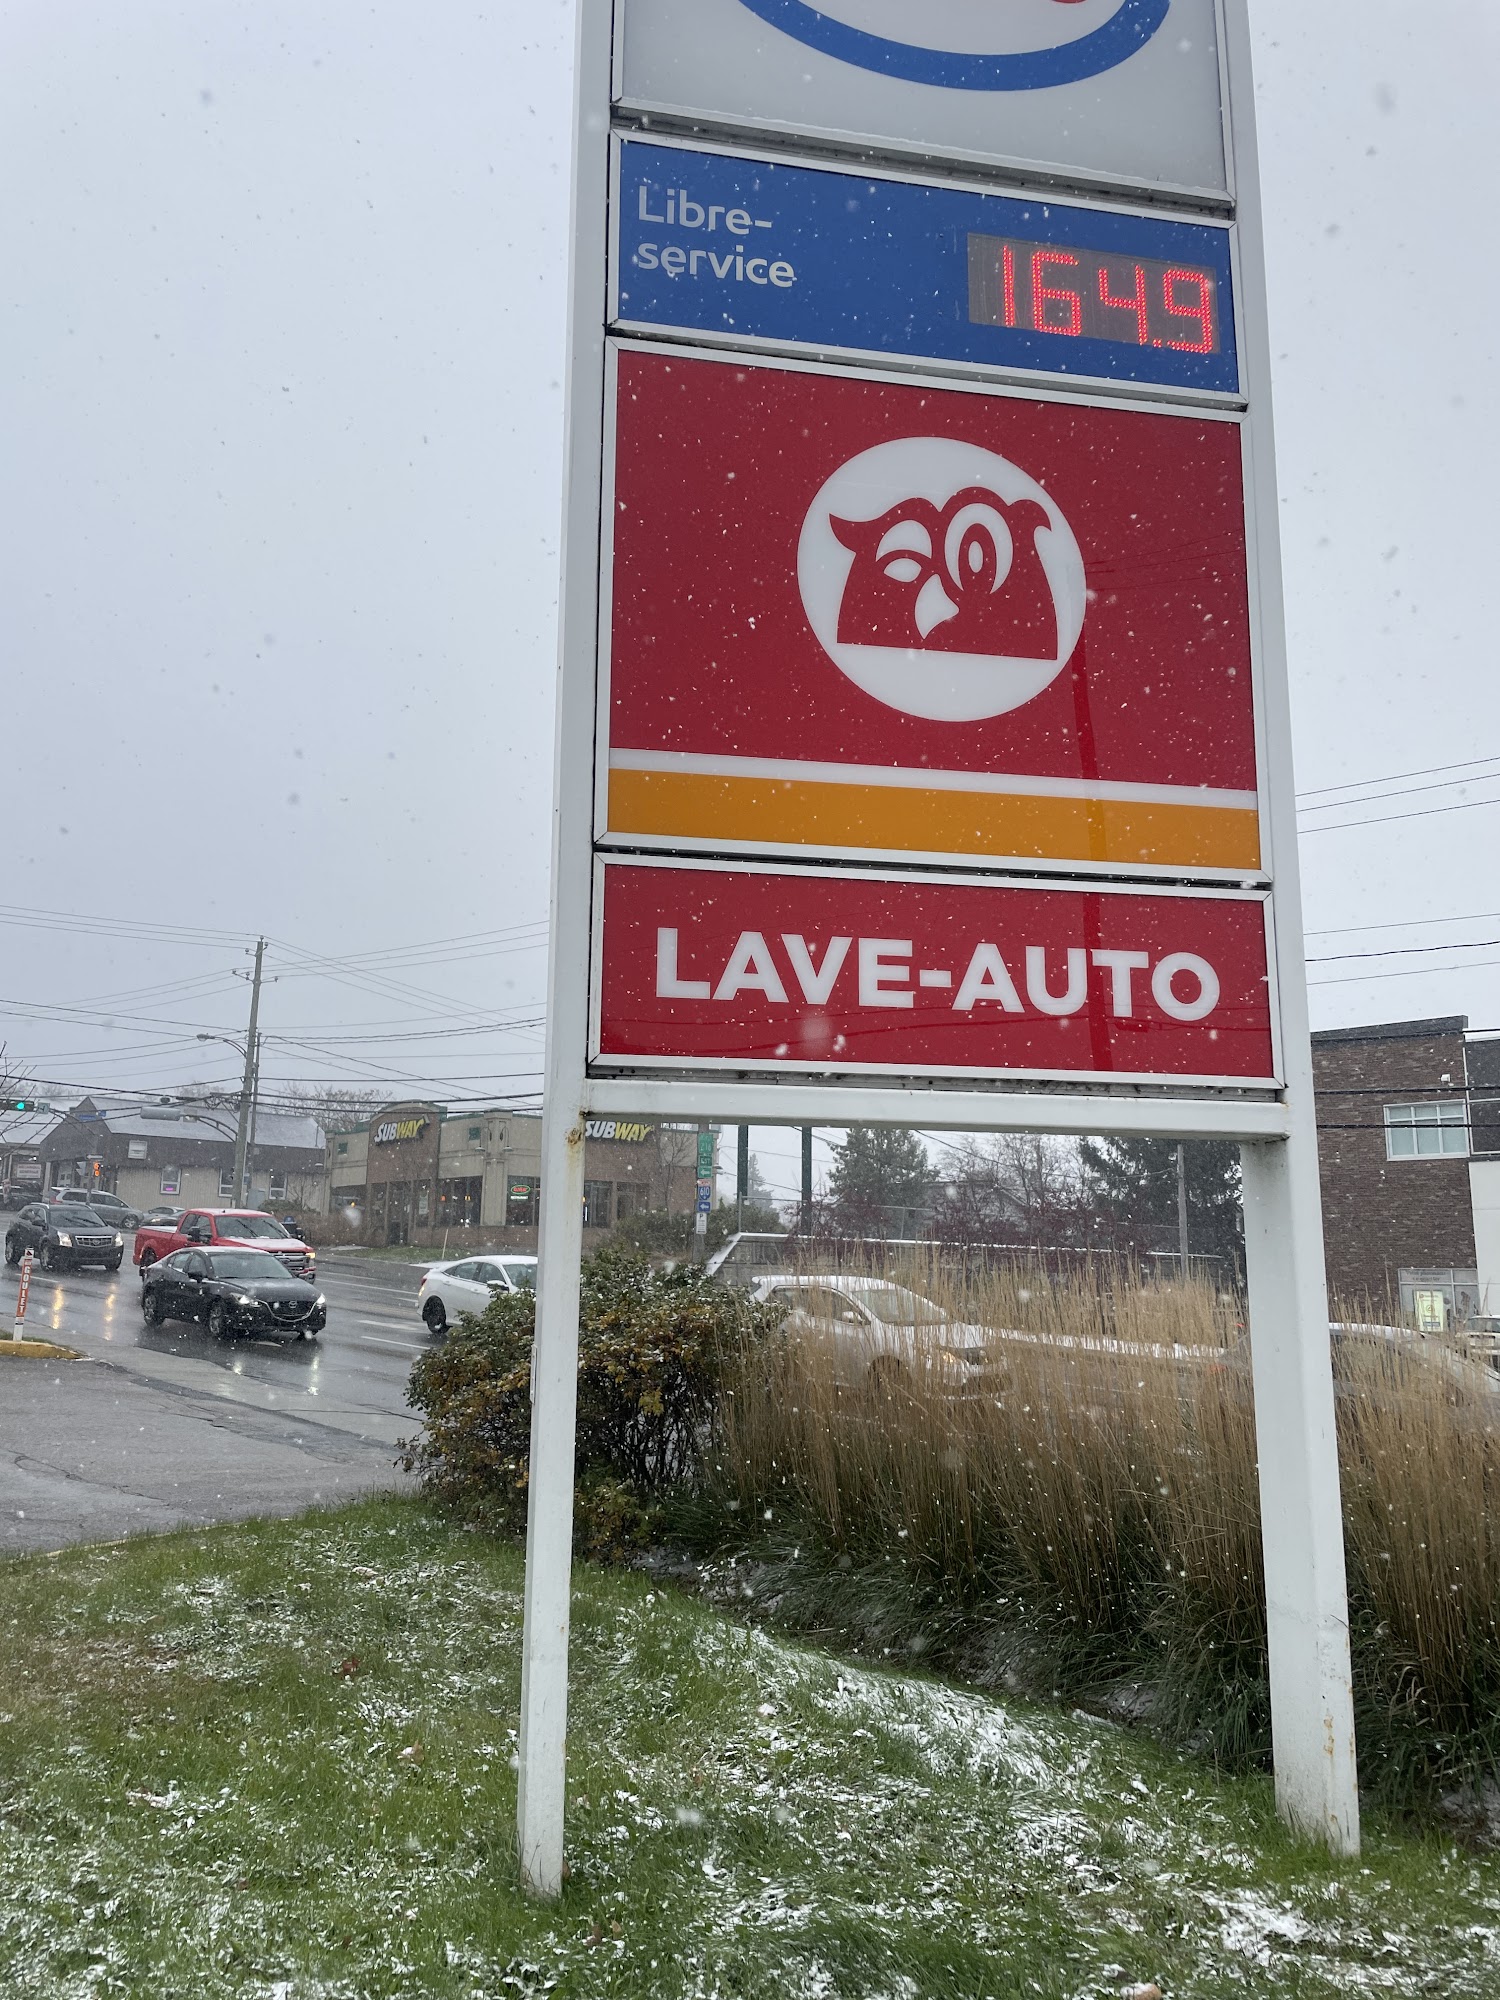 Libre-
service
164.9
LAVE-AUTO
SUBWAY
SUBWAY